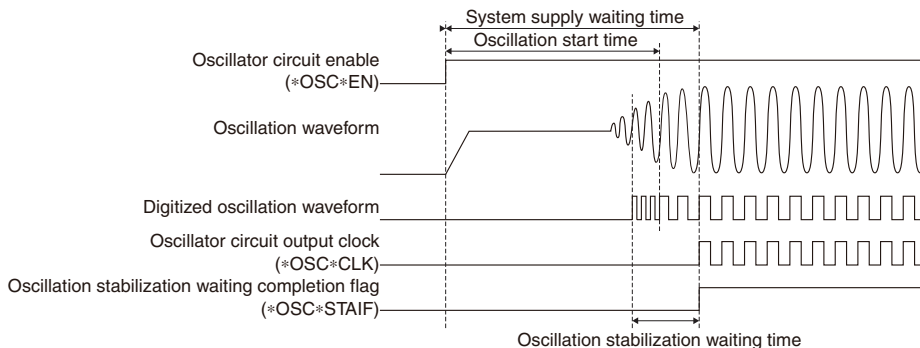 System supply waiting time
Oscillation start time
Oscillator circuit enable
(*OSC*EN)
Oscillation waveform
Digitized oscillation waveform
Oscillator circuit output clock
(*OSC*CLK)
Oscillation stabilization waiting completion flag
(*OSC*STAIF)
Oscillation stabilization waiting time